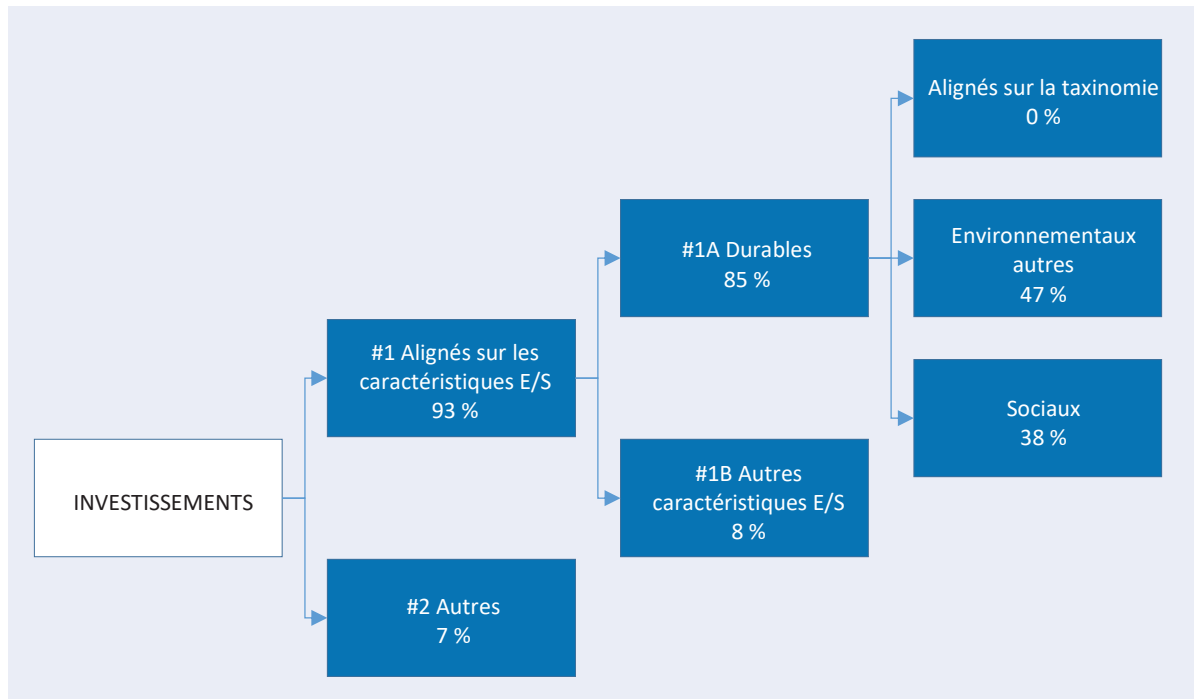 INVESTISSEMENTS
#1 Alignés sur les
caractéristiques E/S
93 %
#2 Autres
7 %
#1A Durables
85 %
#1B Autres
caractéristiques E/S
8 %
Alignés sur la taxinomie
0 %
Environnementaux
autres
47 %
Sociaux
38 %